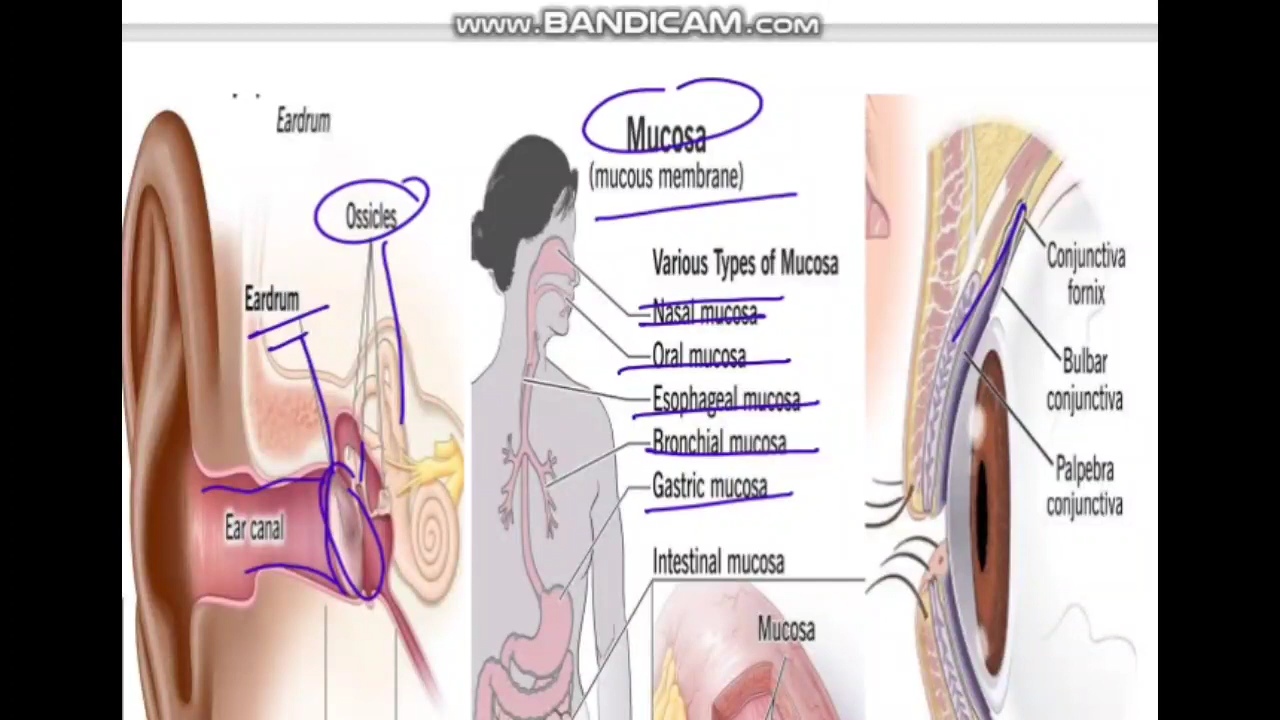 www.BANDICAM.com
Eardrum
Ossicles
Eardrum
Ear canal
Mucosa
(mucous membrane)
Various Types of Mucosa
Nasal mucosa
Oral mucosa
Esophageal mucosa
Bronchial mucosa
Gastric mucosa
Intestinal mucosa
Mucosa
Conjunctiva
fornix
Bulbar
conjunctiva
Palpebra
conjunctiva